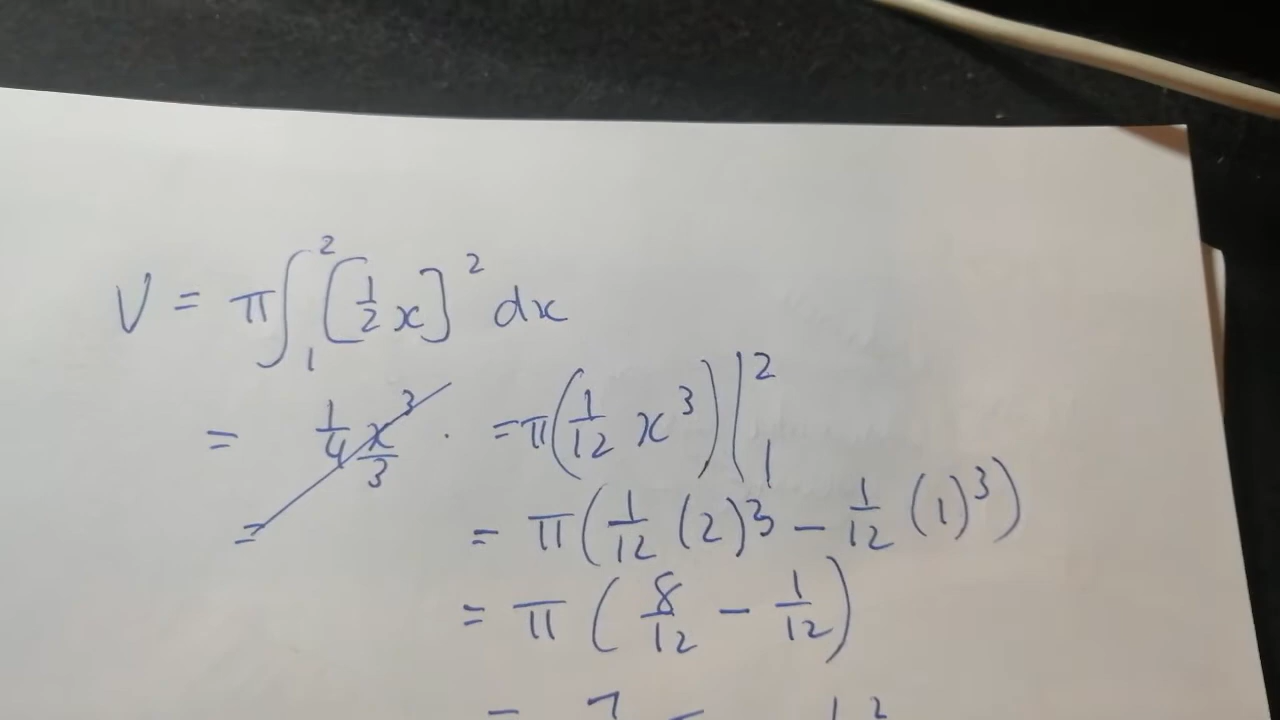 V = π∫₁² [1/2 x]² dx
= 1/4 x³/3 . = π(1/12 x³)|₁²
= = π(1/12 (2)³ − 1/12 (1)³)
= π(8/12 − 1/12)